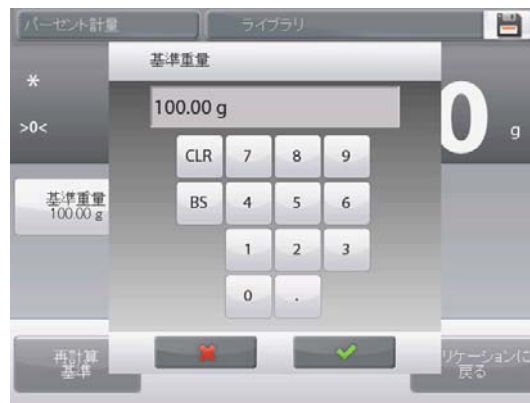 パーセント計量
ライブラリ
基準重量
*
>0<
100.00 g
0 g
CLR 7 8 9
基準重量
100.00 g
BS 4 5 6
1 2 3
0 .
再計算
基準
リケーションに
戻る